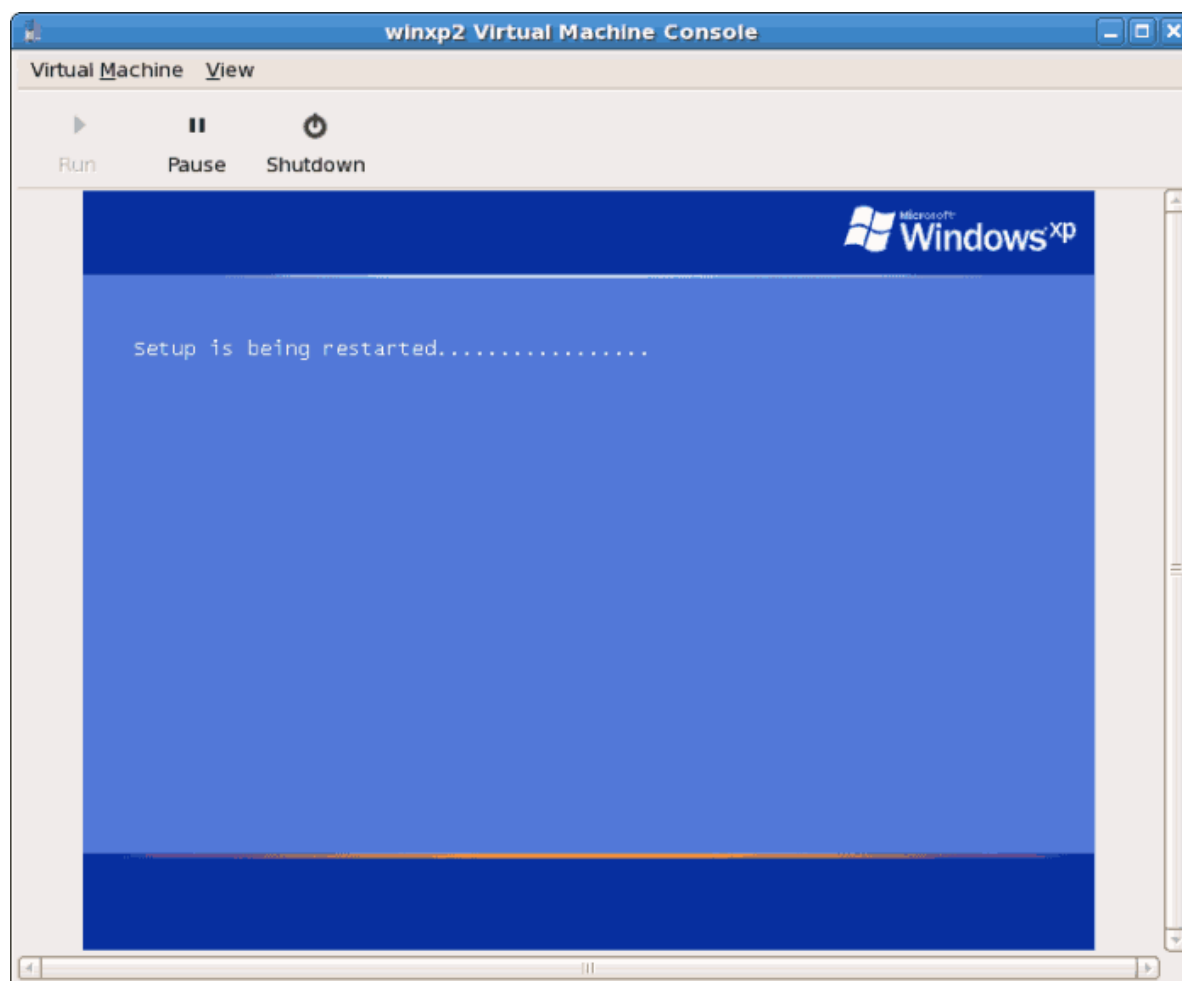 winxp2 Virtual Machine Console
Virtual Machine View
Run Pause Shutdown
Microsoft
Windows xp
Setup is being restarted.................